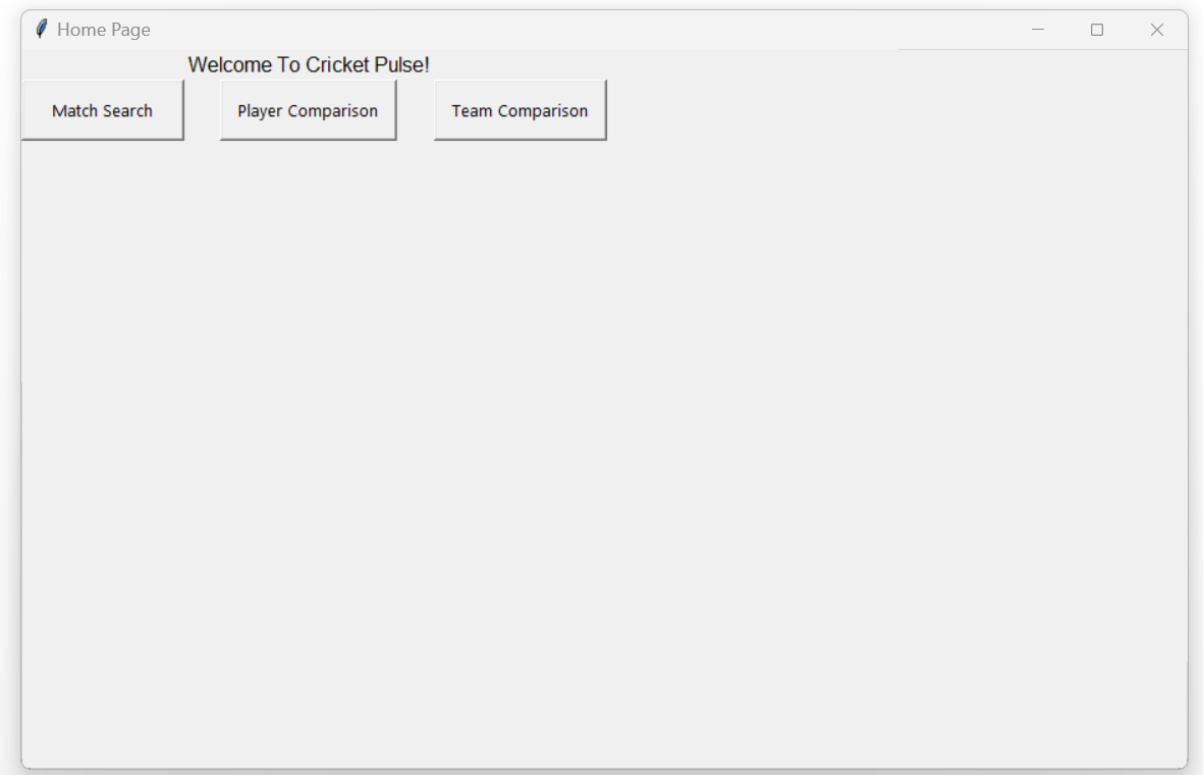 Home Page
Welcome To Cricket Pulse!
Match Search
Player Comparison
Team Comparison